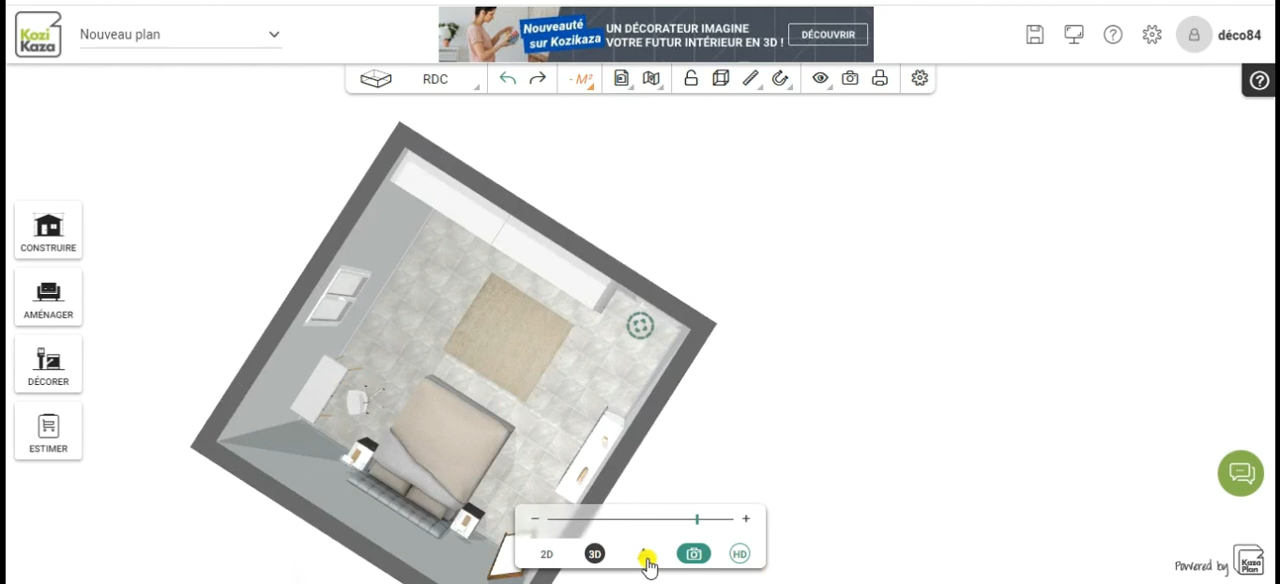 Kozi
Kaza
Nouveau plan
Nouveauté
sur Kozikaza
UN DÉCORATEUR IMAGINE
VOTRE FUTUR INTÉRIEUR EN 3D !
DÉCOUVRIR
déco84
RDC
- M²
CONSTRUIRE
AMÉNAGER
DÉCORER
ESTIMER
2D
3D
HD
Powered by
Kaza
Plan